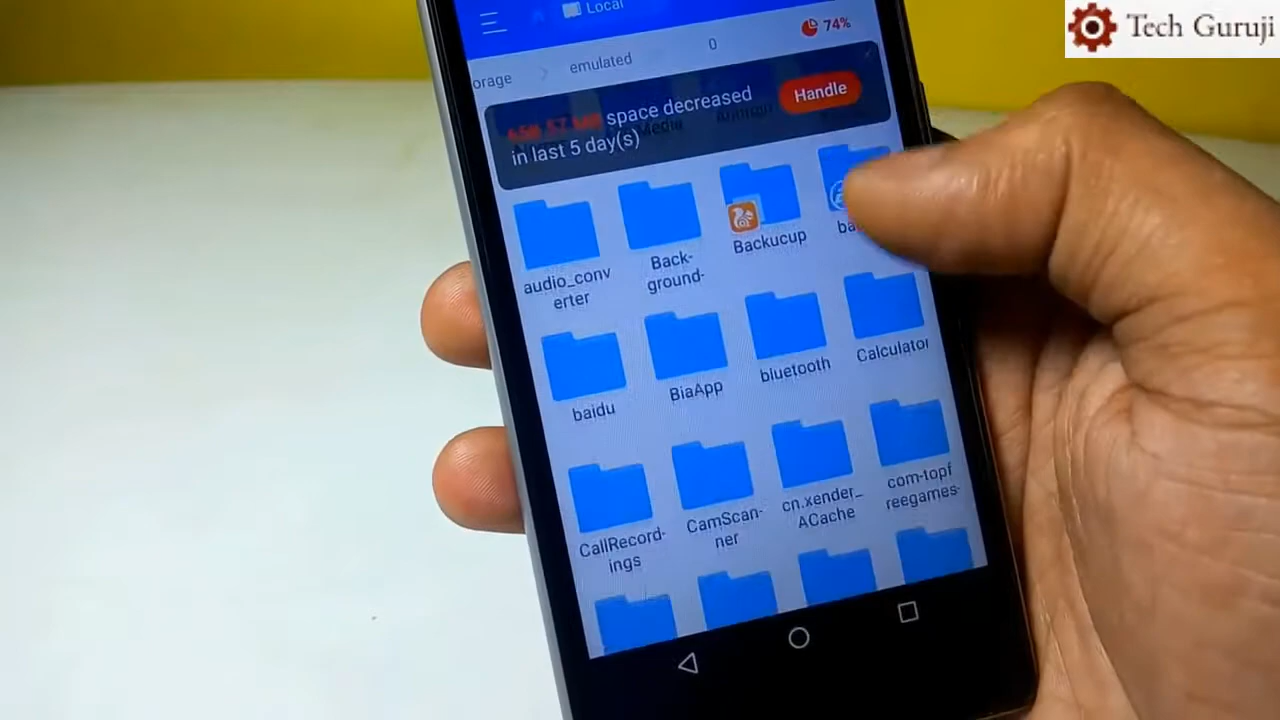 Tech Guruji
Local
orage
emulated
0
74%
space decreased
in last 5 day(s)
Handle
audio_conv
erter
Back-
ground-
Backucup
baidu
BiaApp
bluetooth
Calculator
CallRecord-
ings
CamScan-
ner
cn.xender_
ACache
com-topf
reegames-